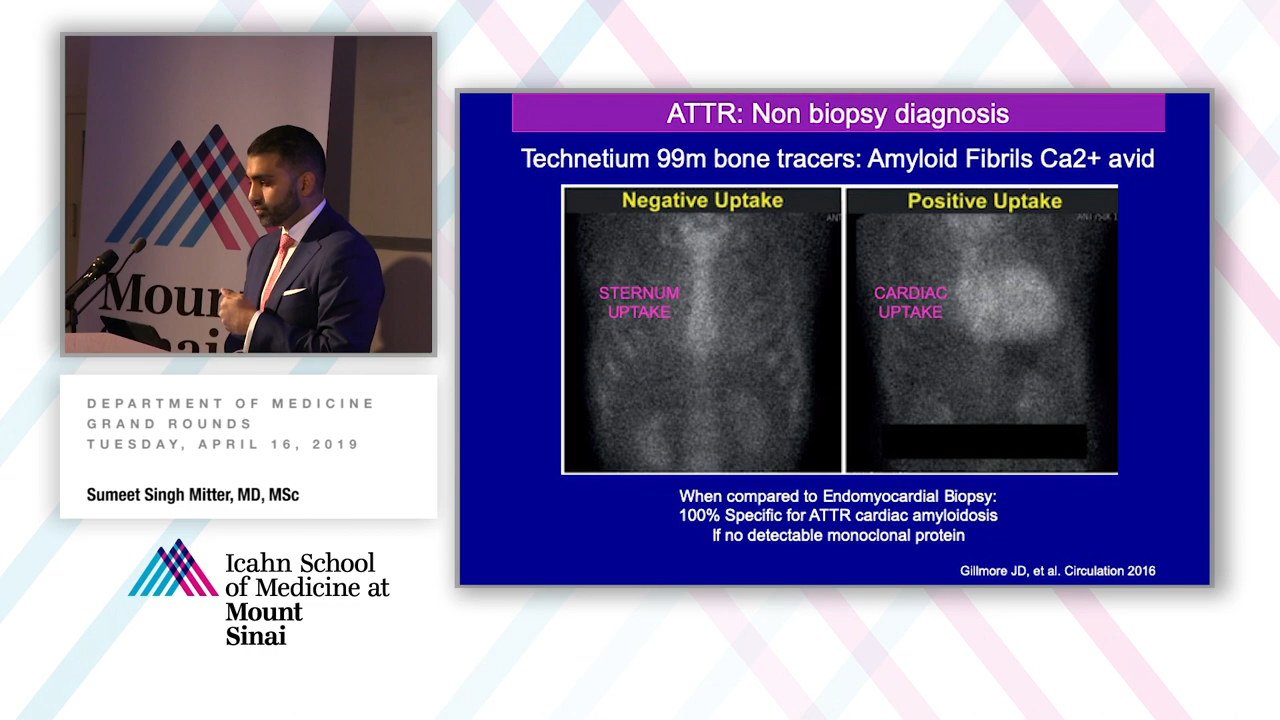 Moun
Sinai
DEPARTMENT OF MEDICINE
GRAND ROUNDS
TUESDAY, APRIL 16, 2019
Sumeet Singh Mitter, MD, MSc
Icahn School
of Medicine at
Mount
Sinai
ATTR: Non biopsy diagnosis
Technetium 99m bone tracers: Amyloid Fibrils Ca2+ avid
Negative Uptake
ANT
STERNUM
UPTAKE
Positive Uptake
CARDIAC
UPTAKE
When compared to Endomyocardial Biopsy:
100% Specific for ATTR cardiac amyloidosis
If no detectable monoclonal protein
Gillmore JD, et al. Circulation 2016